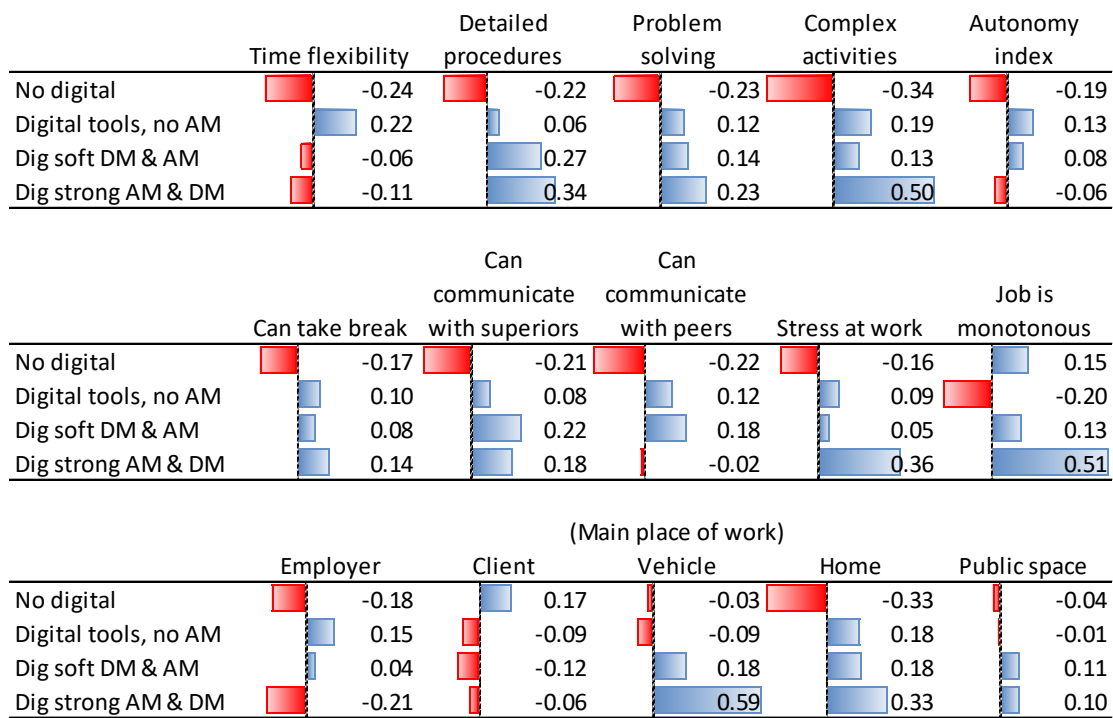 Detailed Problem Complex Autonomy
Time flexibility procedures solving activities index
No digital -0.24 -0.22 -0.23 -0.34 -0.19
Digital tools, no AM 0.22 0.06 0.12 0.19 0.13
Dig soft DM & AM -0.06 0.27 0.14 0.13 0.08
Dig strong AM & DM -0.11 0.34 0.23 0.50 -0.06
Can Can
communicate communicate Job is
Can take break with superiors with peers Stress at work monotonous
No digital -0.17 -0.21 -0.22 -0.16 0.15
Digital tools, no AM 0.10 0.08 0.12 0.09 -0.20
Dig soft DM & AM 0.08 0.22 0.18 0.05 0.13
Dig strong AM & DM 0.14 0.18 -0.02 0.36 0.51
(Main place of work)
Employer Client Vehicle Home Public space
No digital -0.18 0.17 -0.03 -0.33 -0.04
Digital tools, no AM 0.15 -0.09 -0.09 0.18 -0.01
Dig soft DM & AM 0.04 -0.12 0.18 0.18 0.11
Dig strong AM & DM -0.21 -0.06 0.59 0.33 0.10